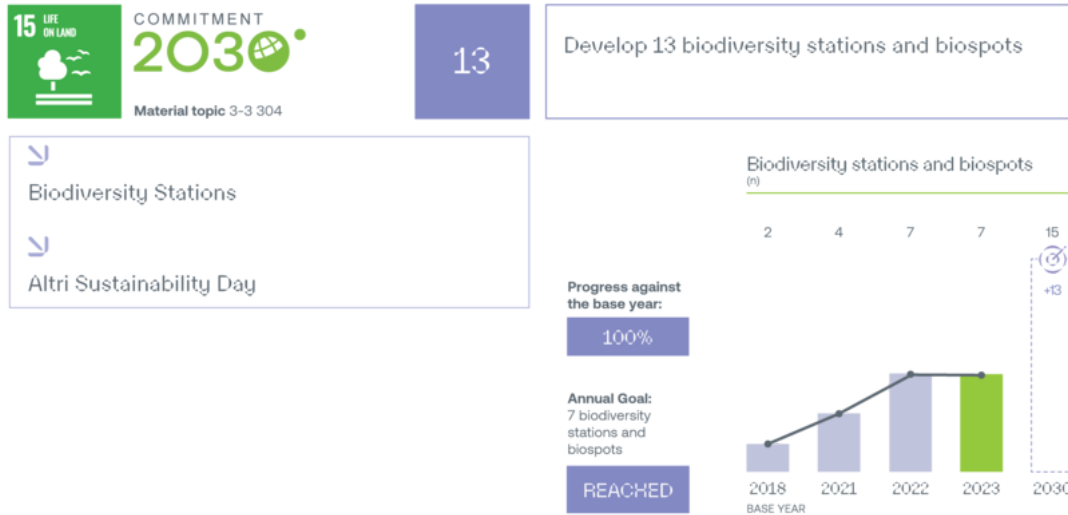 15 LIFE
ON LAND
COMMITMENT
2030
Material topic 3-3 304
13
Develop 13 biodiversity stations and biospots
Biodiversity Stations
Altri Sustainability Day
Biodiversity stations and biospots
(n)
2 4 7 7 15
+13
Progress against
the base year:
100%
Annual Goal:
7 biodiversity
stations and
biospots
REACHED
2018 2021 2022 2023 2030
BASE YEAR